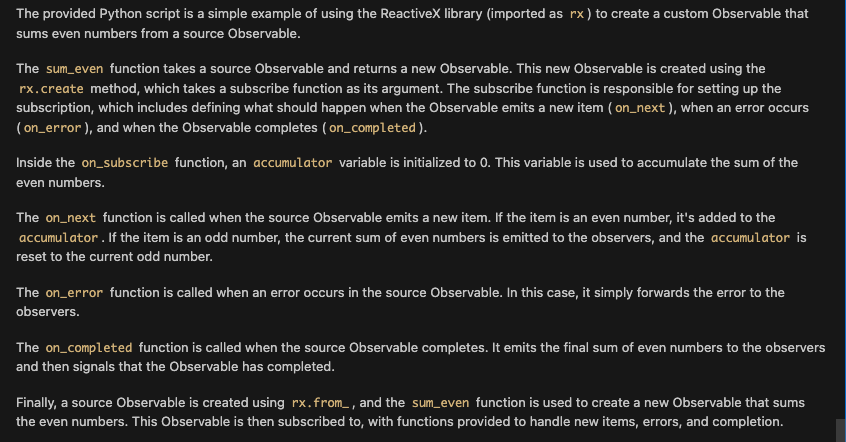 The provided Python script is a simple example of using the ReactiveX library (imported as rx) to create a custom Observable that
sums even numbers from a source Observable.
The sum_even function takes a source Observable and returns a new Observable. This new Observable is created using the
rx.create method, which takes a subscribe function as its argument. The subscribe function is responsible for setting up the
subscription, which includes defining what should happen when the Observable emits a new item (on_next), when an error occurs
(on_error), and when the Observable completes (on_completed).
Inside the on_subscribe function, an accumulator variable is initialized to 0. This variable is used to accumulate the sum of the
even numbers.
The on_next function is called when the source Observable emits a new item. If the item is an even number, it's added to the
accumulator. If the item is an odd number, the current sum of even numbers is emitted to the observers, and the accumulator is
reset to the current odd number.
The on_error function is called when an error occurs in the source Observable. In this case, it simply forwards the error to the
observers.
The on_completed function is called when the source Observable completes. It emits the final sum of even numbers to the observers
and then signals that the Observable has completed.
Finally, a source Observable is created using rx.from_, and the sum_even function is used to create a new Observable that sums
the even numbers. This Observable is then subscribed to, with functions provided to handle new items, errors, and completion.